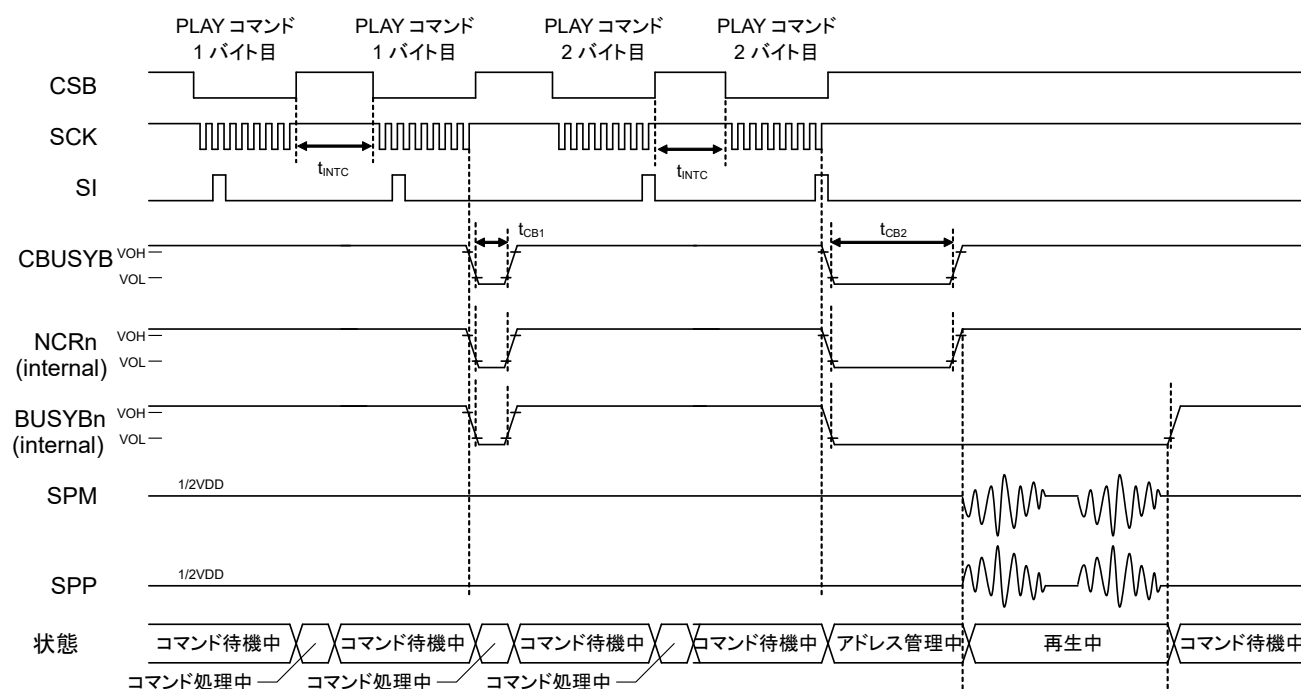 PLAY コマンド PLAY コマンド PLAY コマンド PLAY コマンド
1 バイト目 1 バイト目 2 バイト目 2 バイト目
CSB
SCK
tINTC tINTC
SI
tCB1 tCB2
CBUSYB VOH
VOL
NCRn VOH
(internal) VOL
BUSYBn VOH
(internal) VOL
1/2VDD
SPM
1/2VDD
SPP
状態 コマンド待機中 コマンド待機中 コマンド待機中 コマンド待機中 アドレス管理中 再生中 コマンド待機中
コマンド処理中 コマンド処理中 コマンド処理中